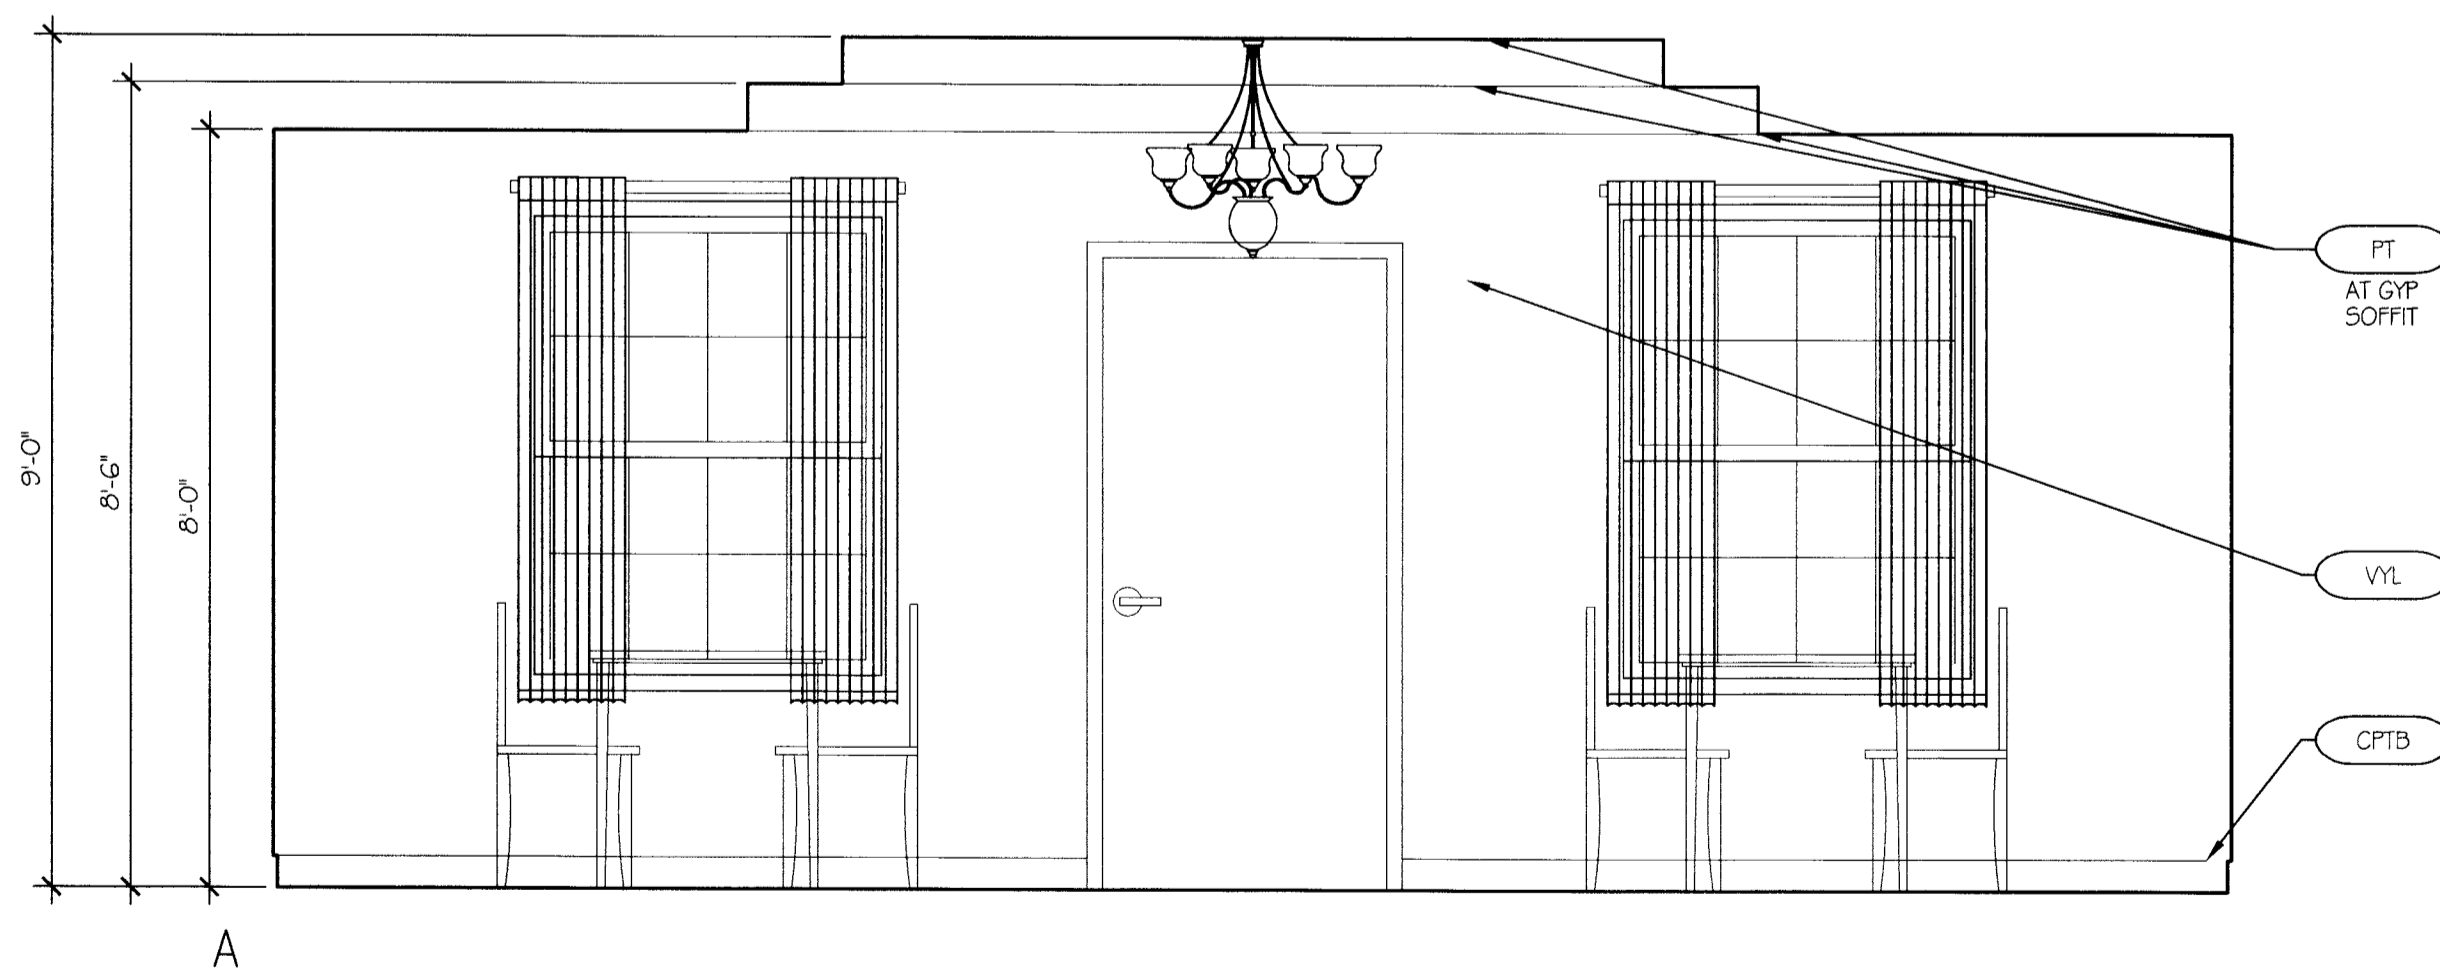 9'-0"
8'-6"
8'-0"
PT
AT GYP
SOFFIT
VYL
CPTB
A